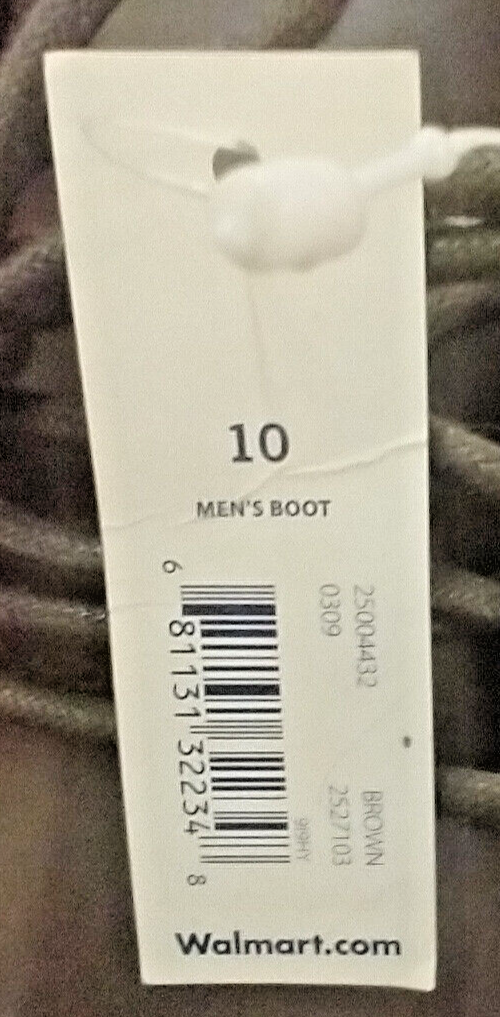 10
MEN'S BOOT
25004432 BROWN
0309 2527103
6 81131 32234 8
Walmart.com